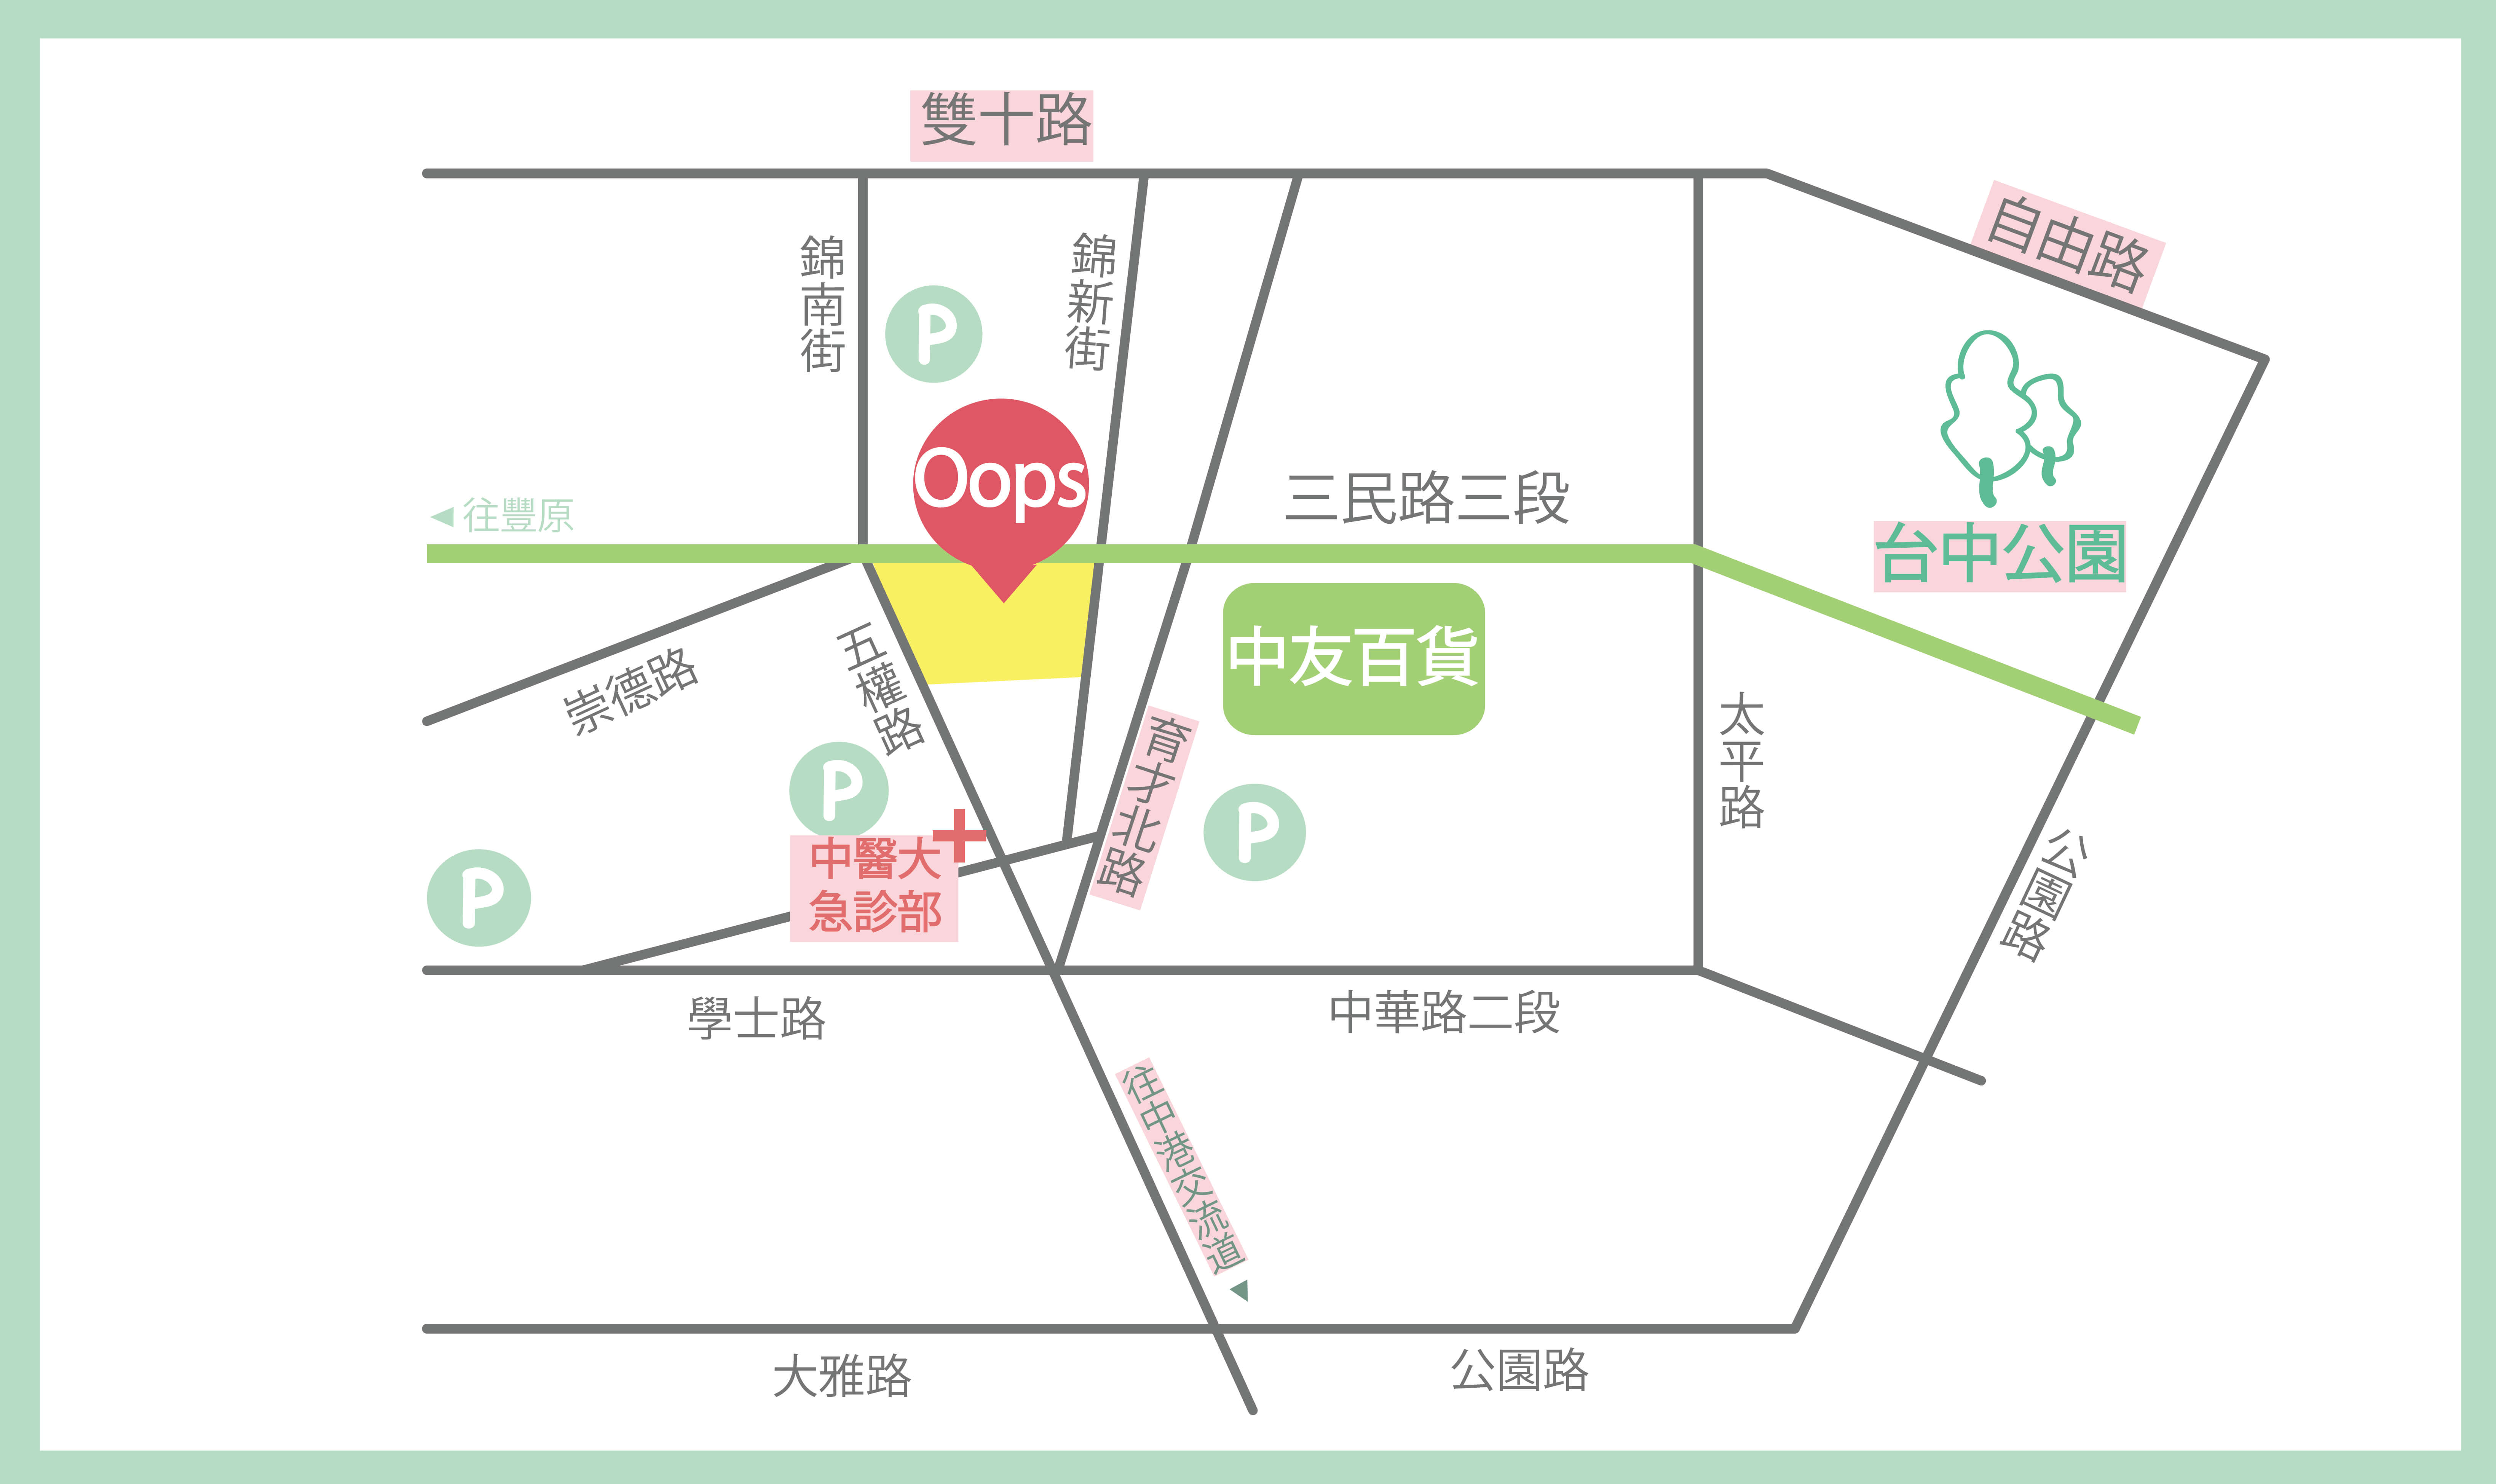 雙十路
自由路
錦南街
錦新街
P
Oops
往豐原
三民路三段
台中公園
中友百貨
崇德路
五權路
育才北路
太平路
P
P
P
中醫大
急診部
公園路
學士路
中華路二段
往中港交流道
大雅路
公園路